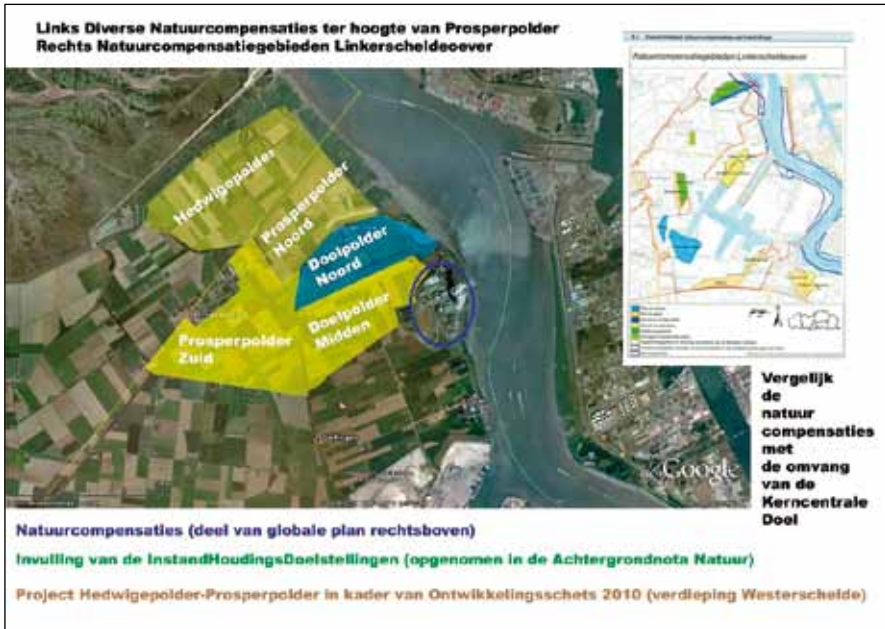 Links Diverse Natuurcompensaties ter hoogte van Prosperpolder
Rechts Natuurcompensatiegebieden Linkerscheldeoever
Natuurcompensatiegebieden Linkerscheldeoever
Hedwigepolder
Prosperpolder
Noord
Doelpolder
Noord
Doelpolder
Midden
Prosperpolder
Zuid
Google
Vergelijk
de
natuur
compensaties
met
de omvang
van de
Kerncentrale
Doel
Natuurcompensaties (deel van globale plan rechtsboven)
Invulling van de InstandHoudingsDoelstellingen (opgenomen in de Achtergrondnota Natuur)
Project Hedwigepolder-Prosperpolder in kader van Ontwikkelingsschets 2010 (verdieping Westerschelde)